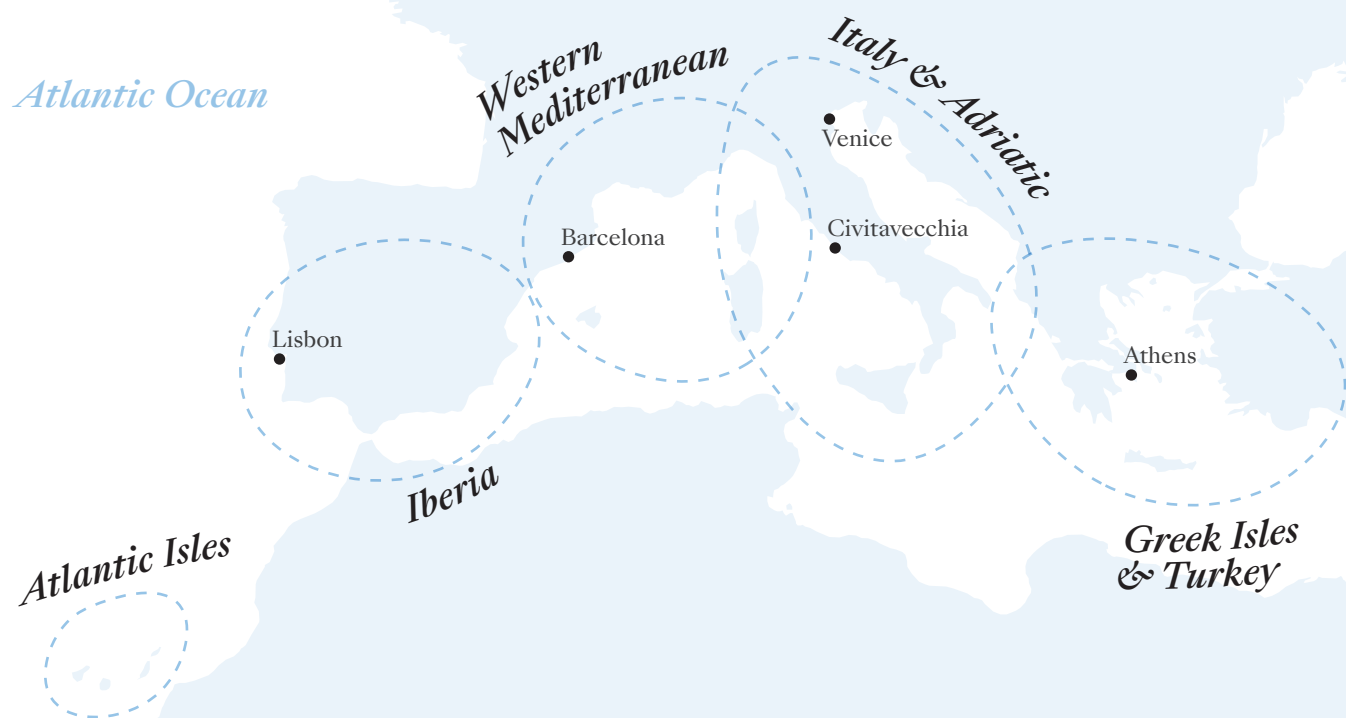 Atlantic Ocean
Western
Mediterranean
Italy & Adriatic
Venice
Barcelona
Civitavecchia
Lisbon
Athens
Iberia
Atlantic Isles
Greek Isles
& Turkey